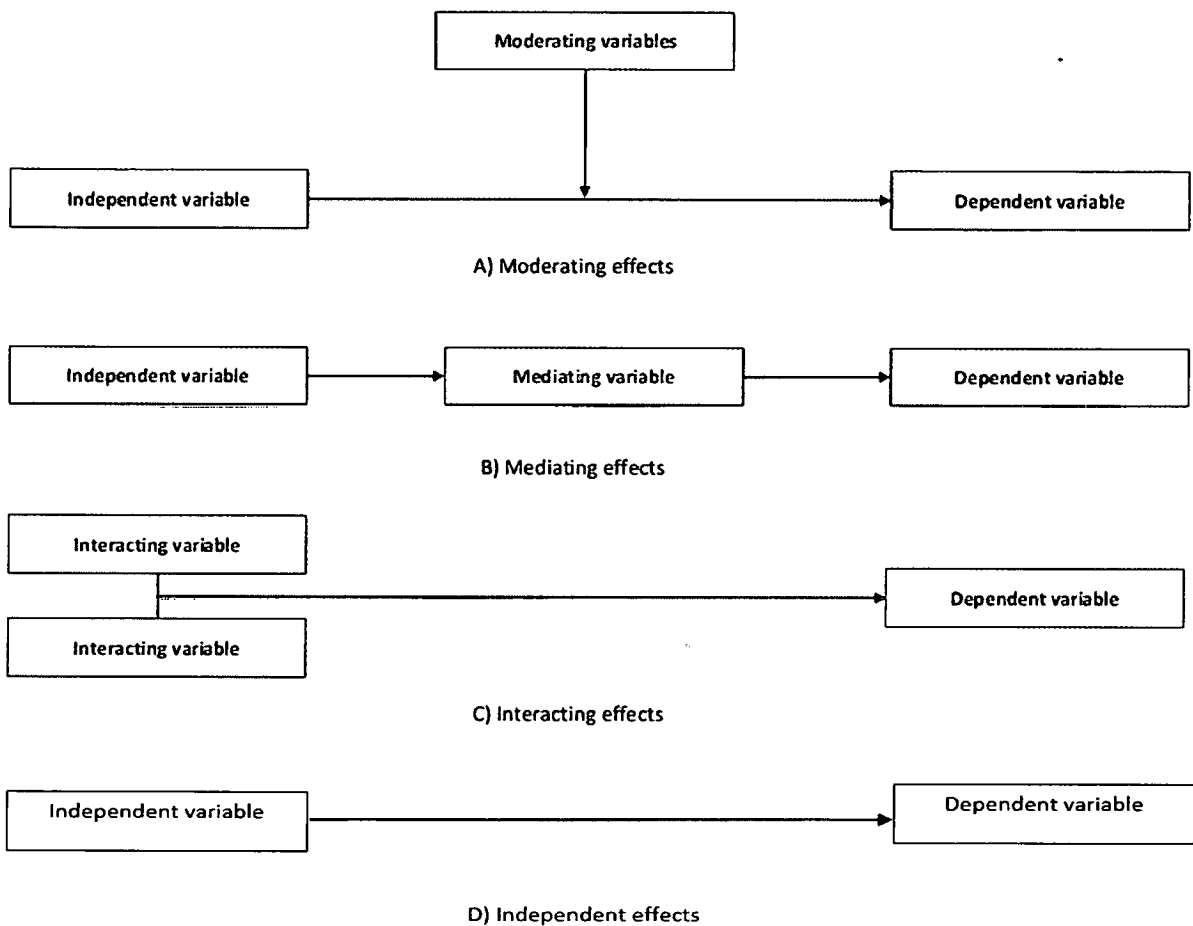 Moderating variables
Independent variable
Dependent variable
A) Moderating effects
Independent variable
Mediating variable
Dependent variable
B) Mediating effects
Interacting variable
Dependent variable
Interacting variable
C) Interacting effects
Independent variable
Dependent variable
D) Independent effects